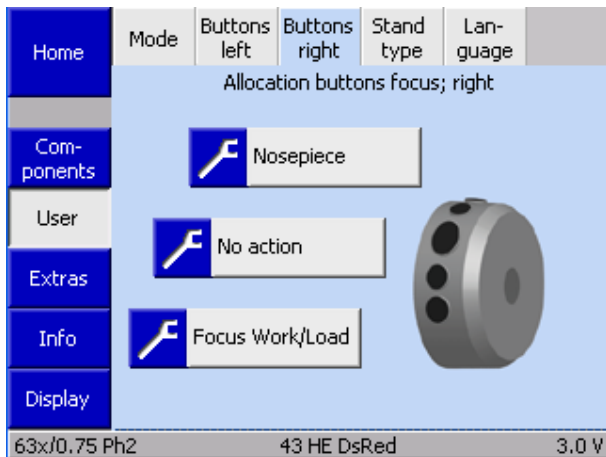 Home
Mode
Buttons
left
Buttons
right
Stand
type
Lan-
guage
Allocation buttons focus; right
Com-
ponents
User
Extras
Info
Display
Nosepiece
No action
Focus Work/Load
63x/0.75 Ph2 43 HE DsRed 3.0 V